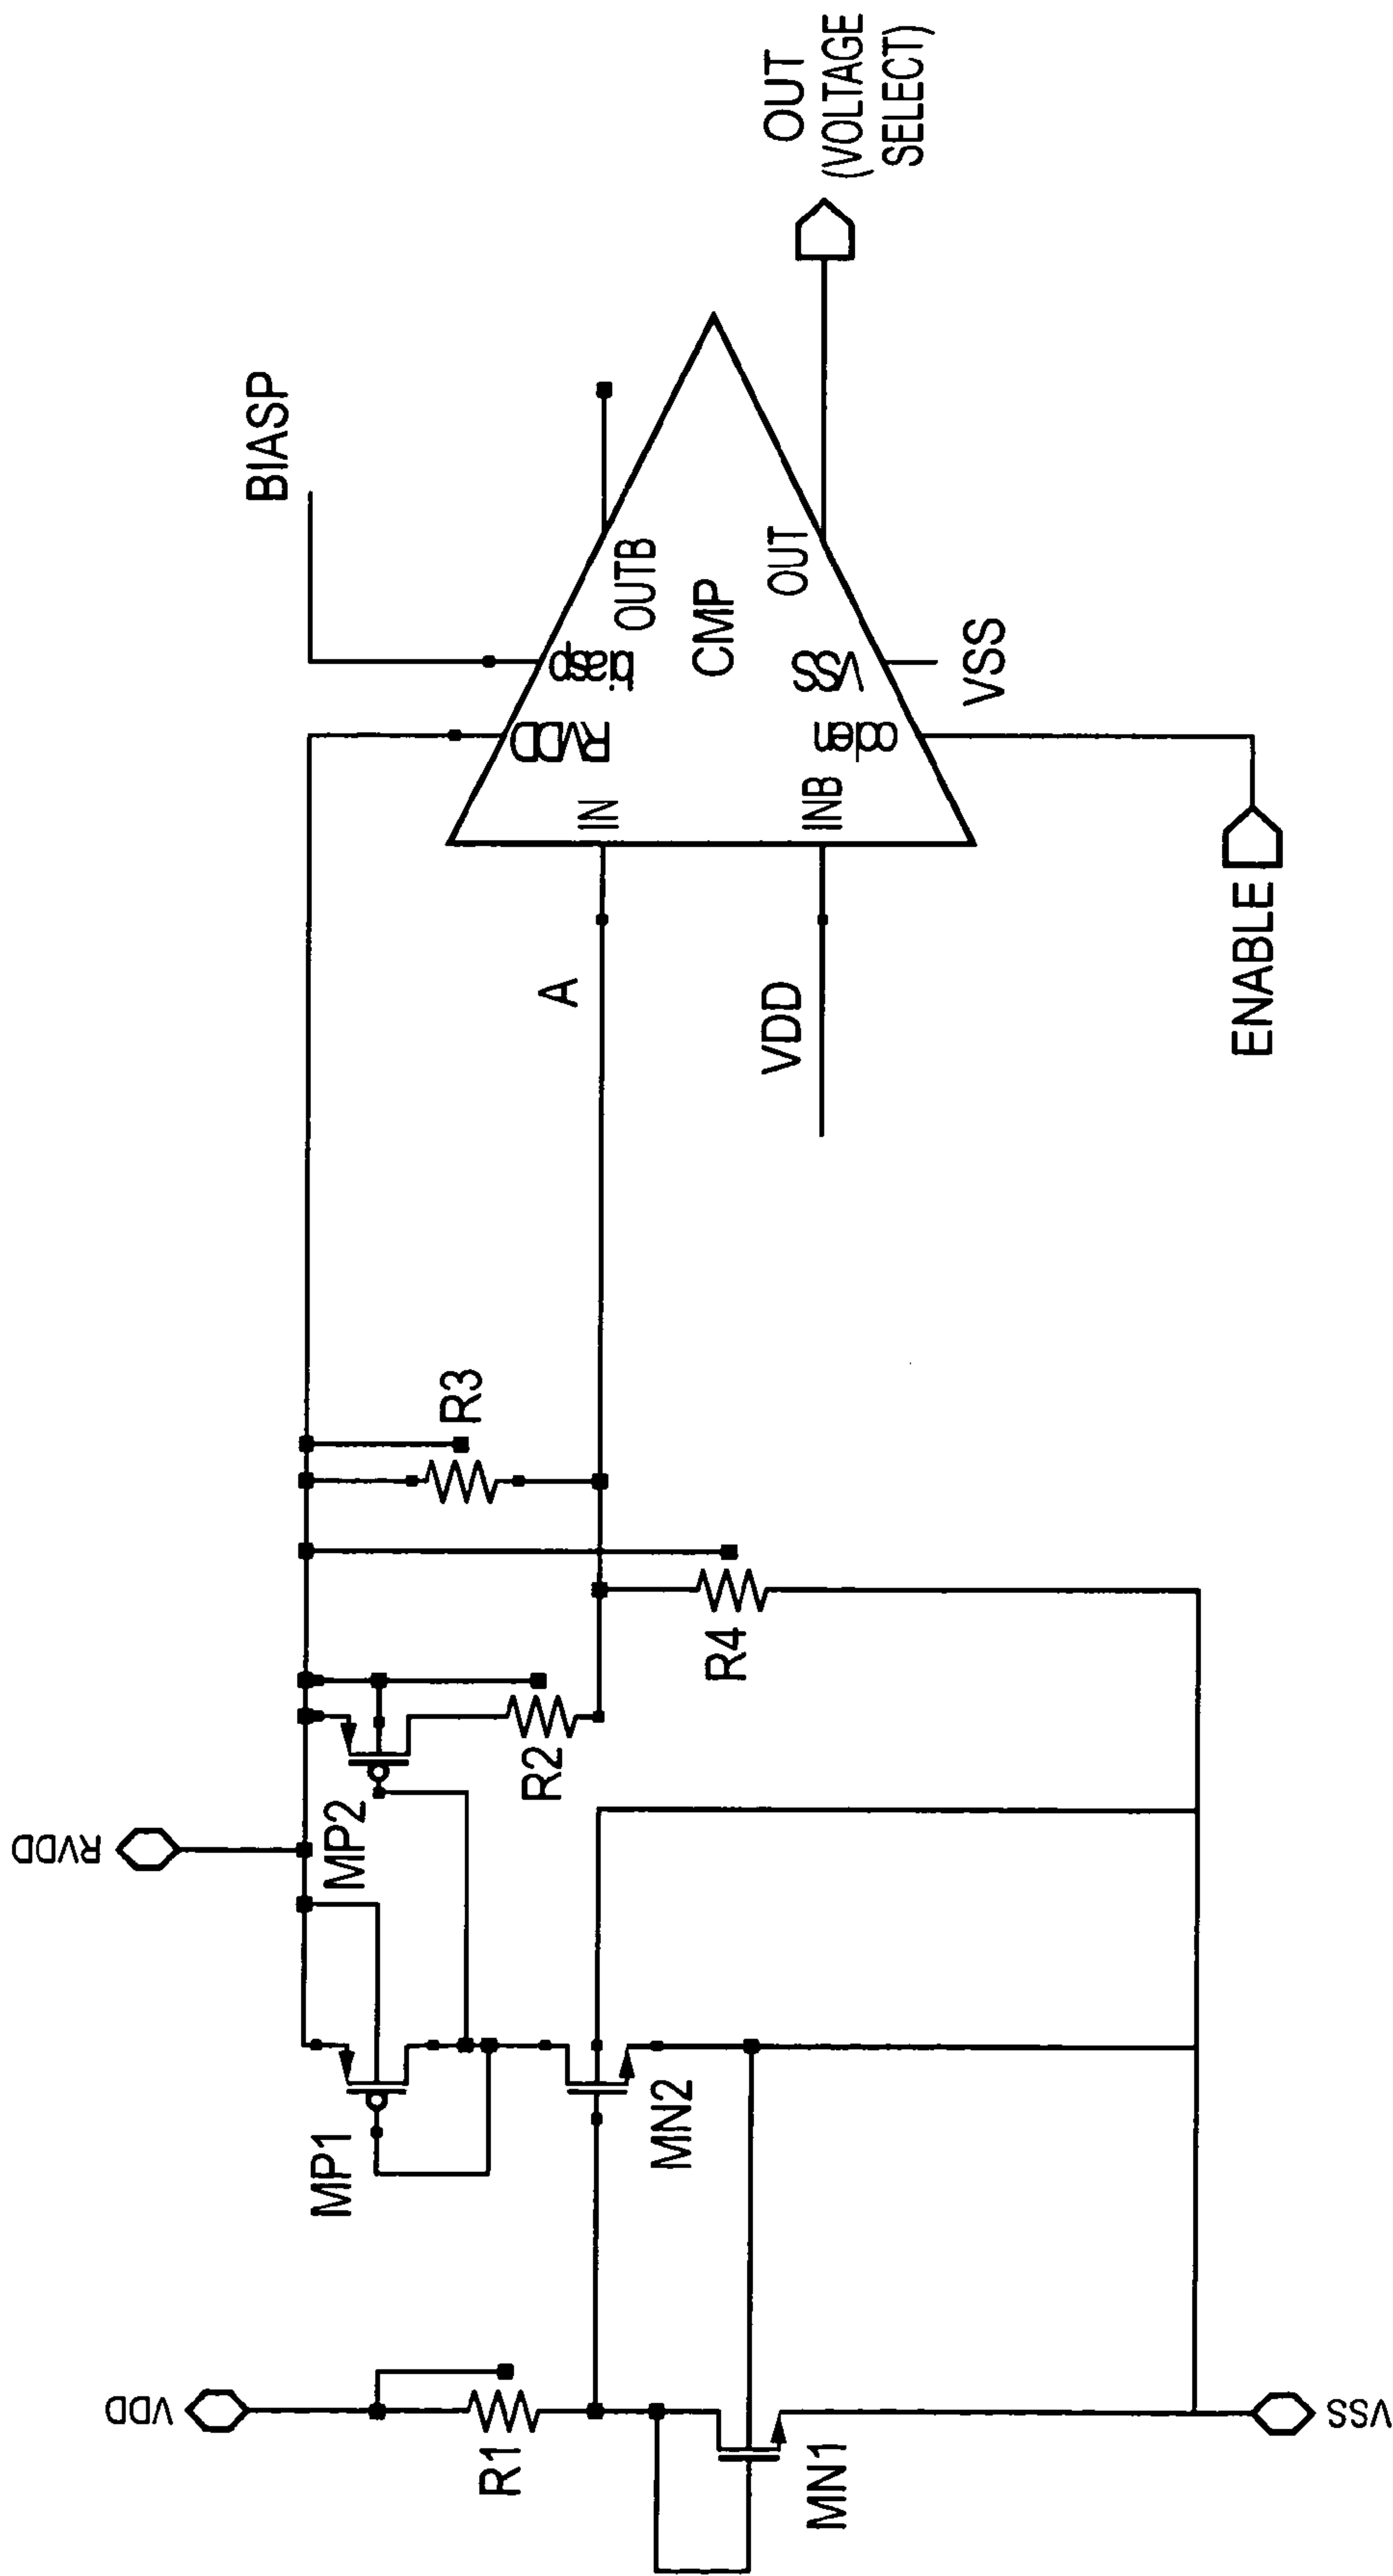 OUT
(VOLTAGE
SELECT)
BIASP
OUTB
CMP
OUT
biasp
RVDD
VSS
cden
IN
INB
VSS
A
VDD
ENABLE
R3
R4
R2
MP2
RVDD
MP1
MN2
VDD
R1
MN1
VSS